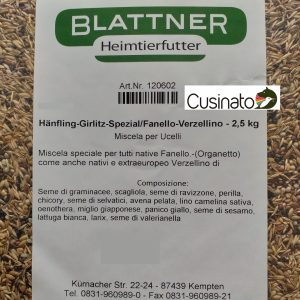 BLATTNER
Heimtierfutter
Art.Nr. 120602
Cusinato
Hänfling-Girlitz-Spezial/Fanello-Verzellino - 2,5 kg
Miscela per Ucelli
Miscela speciale per tutti native Fanello.-(Organetto)
come anche nativi e extraeuropeo Verzellino di
Composizione:
Seme di graminacee, scagliola, seme di ravizzone, perilla,
chicory, seme di selvatici, avena pelata, lino camelina sativa,
oenothera, miglio giapponese, panico giallo, seme di sesamo,
lattuga bianca, larix, seme di valerianella
Kürnacher Str. 22-24 - 87439 Kempten
Tel. 0831-960989-0 - Fax 0831-960989-21